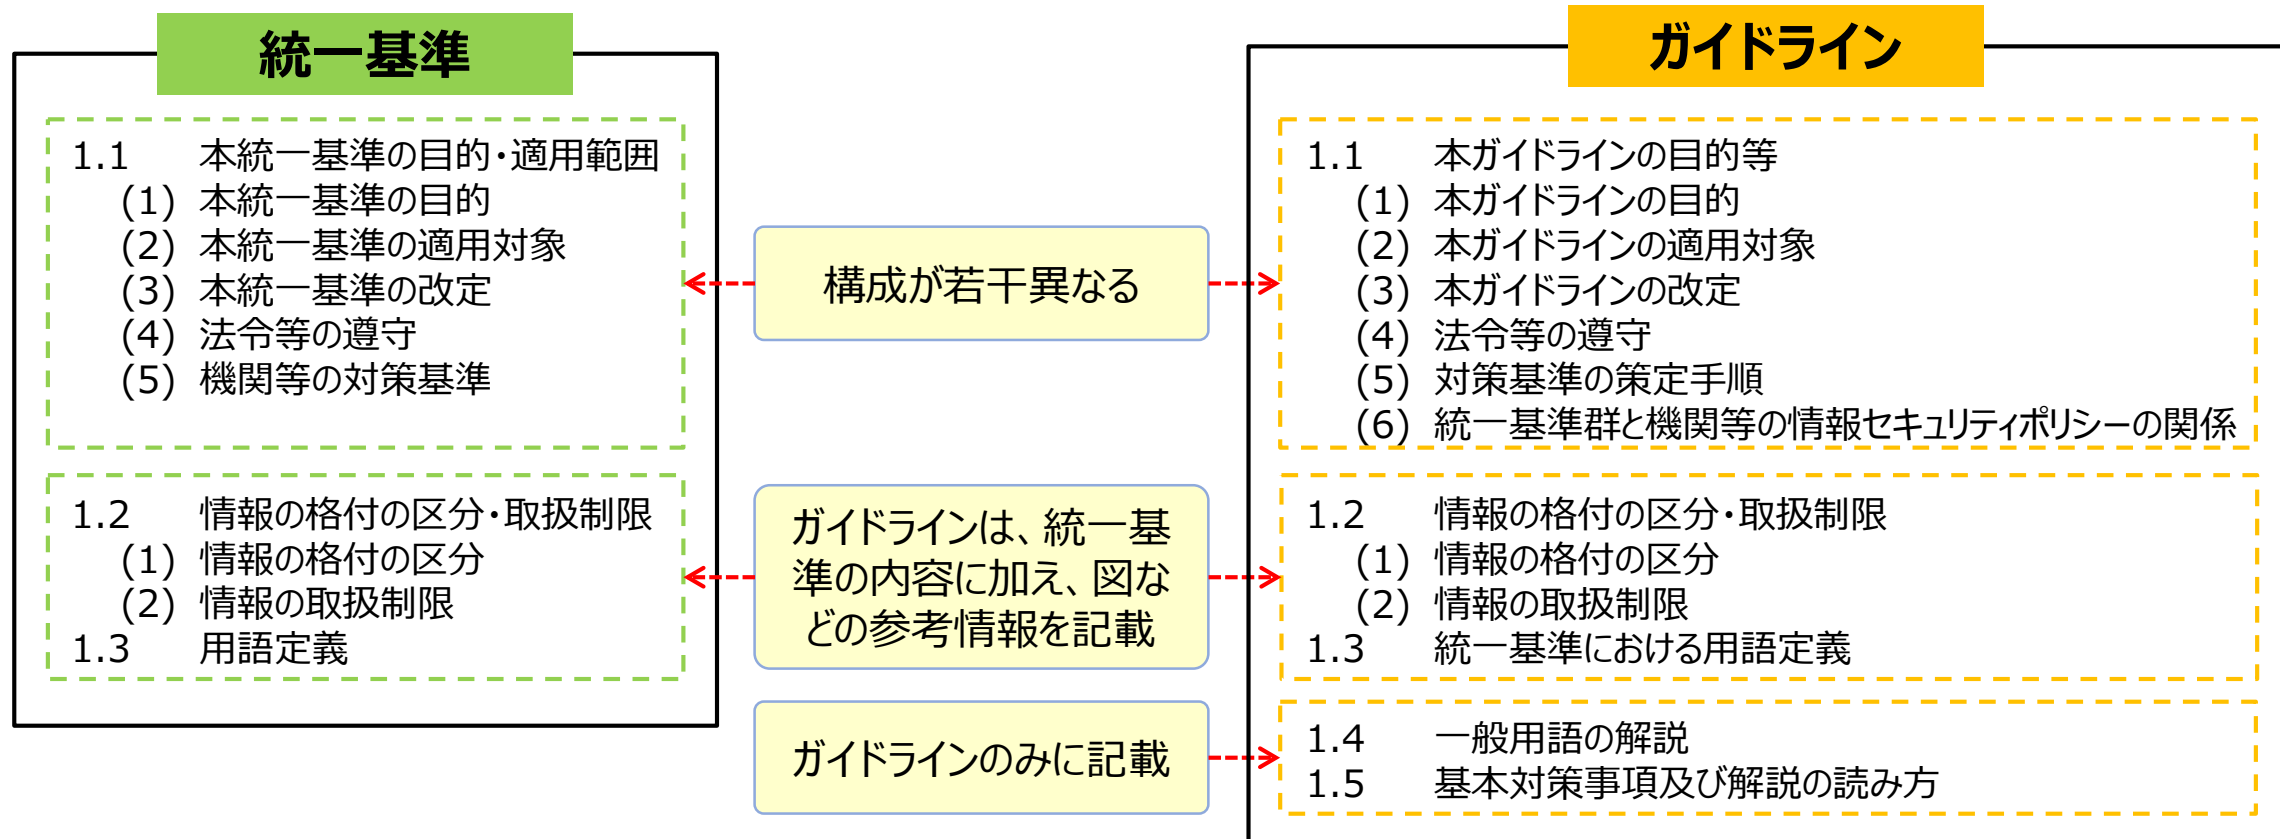 統一基準
1.1 本統一基準の目的・適用範囲
(1) 本統一基準の目的
(2) 本統一基準の適用対象
(3) 本統一基準の改定
(4) 法令等の遵守
(5) 機関等の対策基準
1.2 情報の格付の区分・取扱制限
(1) 情報の格付の区分
(2) 情報の取扱制限
1.3 用語定義
構成が若干異なる
ガイドラインは、統一基
準の内容に加え、図な
どの参考情報を記載
ガイドラインのみに記載
ガイドライン
1.1 本ガイドラインの目的等
(1) 本ガイドラインの目的
(2) 本ガイドラインの適用対象
(3) 本ガイドラインの改定
(4) 法令等の遵守
(5) 対策基準の策定手順
(6) 統一基準群と機関等の情報セキュリティポリシーの関係
1.2 情報の格付の区分・取扱制限
(1) 情報の格付の区分
(2) 情報の取扱制限
1.3 統一基準における用語定義
1.4 一般用語の解説
1.5 基本対策事項及び解説の読み方